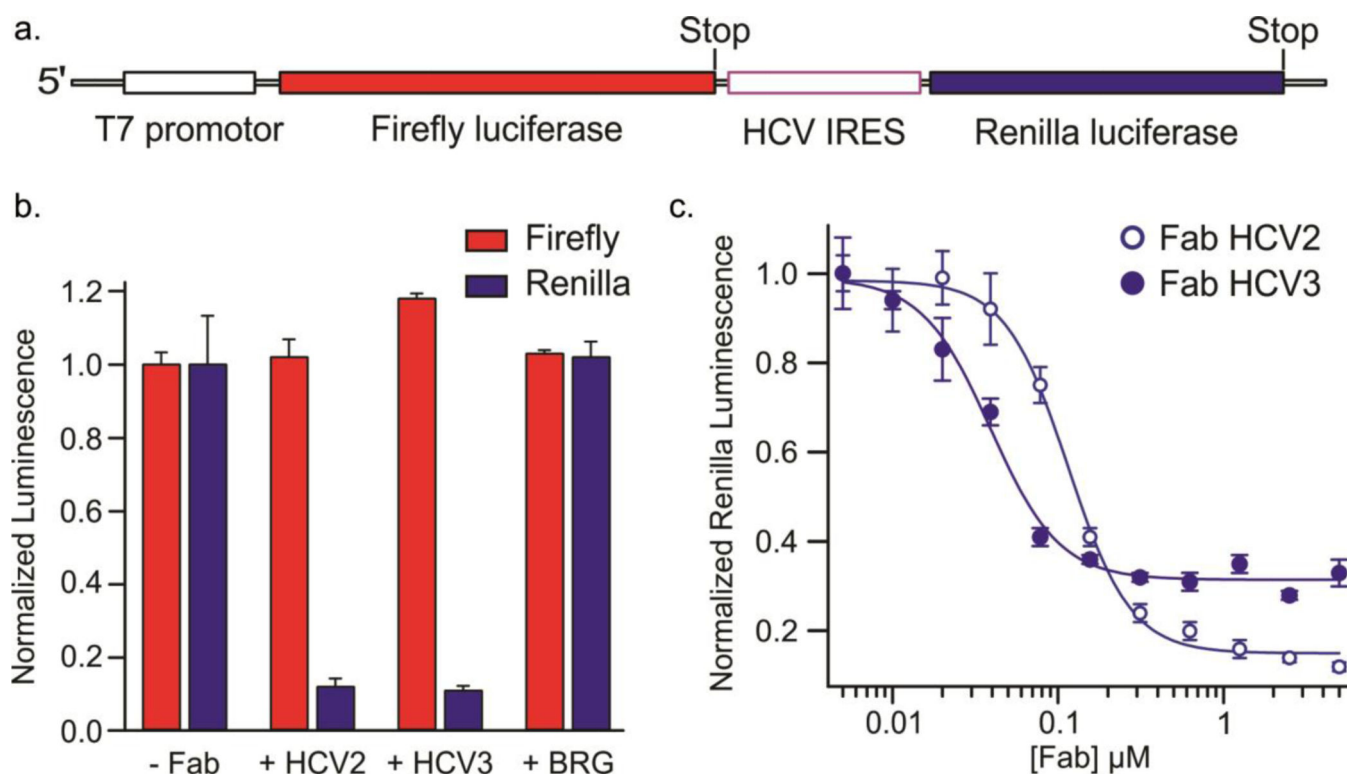 a.
Stop
Stop
5'
T7 promotor
Firefly luciferase
HCV IRES
Renilla luciferase
b.
Firefly
Renilla
Normalized Luminescence
1.2
1.0
0.8
0.6
0.4
0.2
0.0
- Fab
+ HCV2
+ HCV3
+ BRG
c.
Fab HCV2
Fab HCV3
Normalized Renilla Luminescence
1.0
0.8
0.6
0.4
0.2
0.01
0.1
1
[Fab] µM